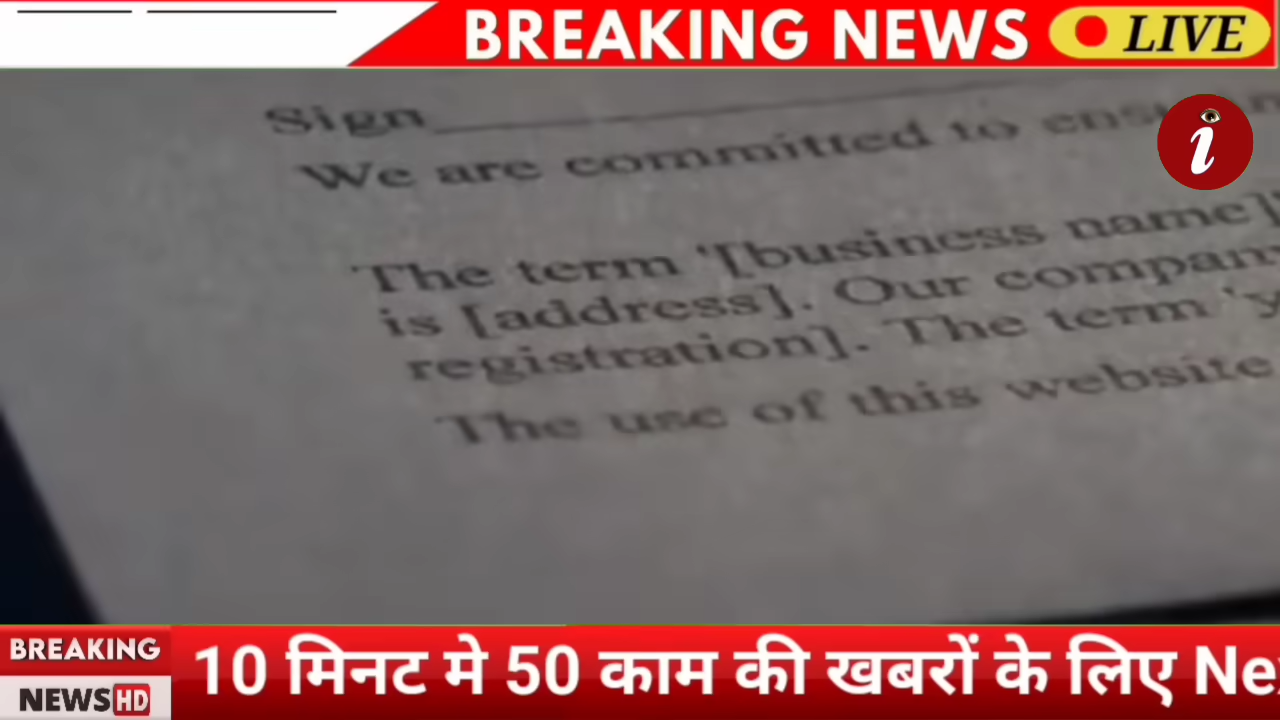 BREAKING NEWS LIVE
i
Sign
We are committed to
The term '[business name]'
is [address]. Our company
registration]. The term
The use of this website
BREAKING
NEWS HD
10 मिनट मे 50 काम की खबरों के लिए